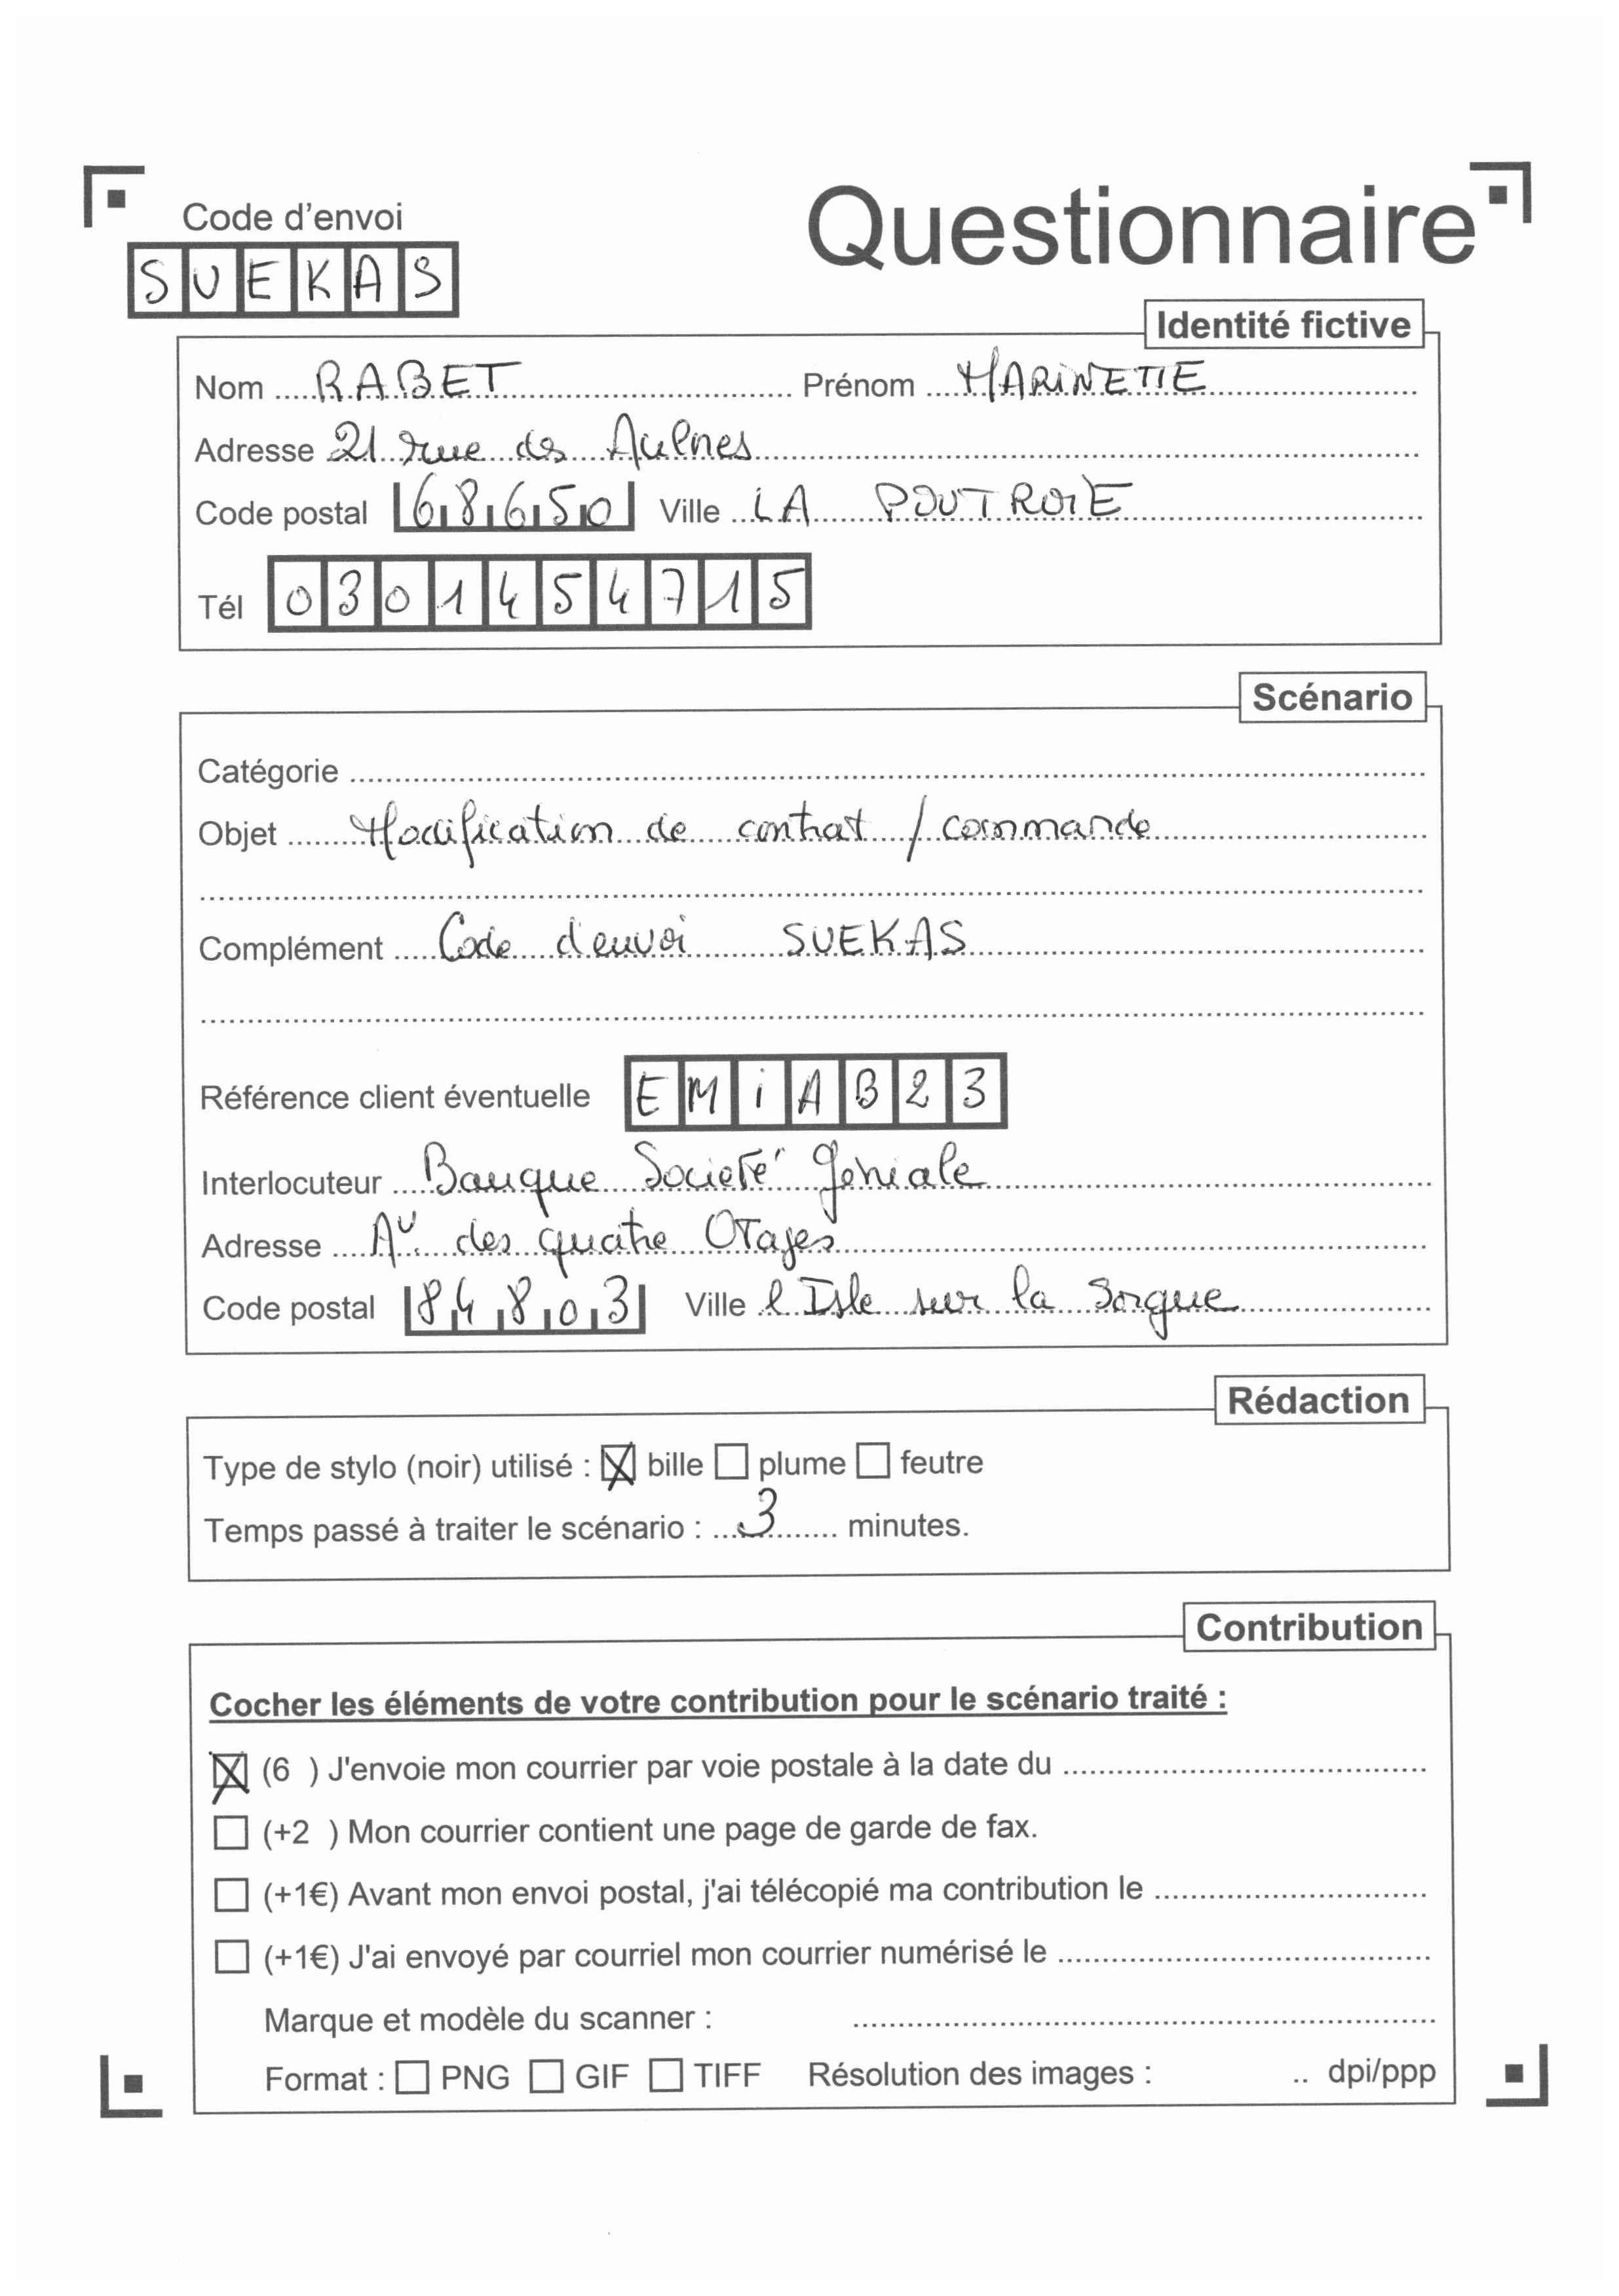 Code d'envoi
Questionnaire
SUEKAS
Identité fictive
Nom RABET Prénom MARINETTE
Adresse 21 rue des Aulnes
Code postal 68650 Ville LA POUTROIE
Tél 0301454715
Scénario
Catégorie
Objet Modification de contrat / commande
Complément Code d'envoi SUEKAS
Référence client éventuelle EMiAB23
Interlocuteur Banque Societé géniale
Adresse Av. des quatre Otages
Code postal 84803 Ville l Isle sur la Sorgue
Rédaction
Type de stylo (noir) utilisé : ☒ bille ☐ plume ☐ feutre
Temps passé à traiter le scénario : 3 minutes.
Contribution
Cocher les éléments de votre contribution pour le scénario traité :
☒ (6 ) J'envoie mon courrier par voie postale à la date du
☐ (+2 ) Mon courrier contient une page de garde de fax.
☐ (+1€) Avant mon envoi postal, j'ai télécopié ma contribution le
☐ (+1€) J'ai envoyé par courriel mon courrier numérisé le
Marque et modèle du scanner :
Format : ☐ PNG ☐ GIF ☐ TIFF Résolution des images : .. dpi/ppp